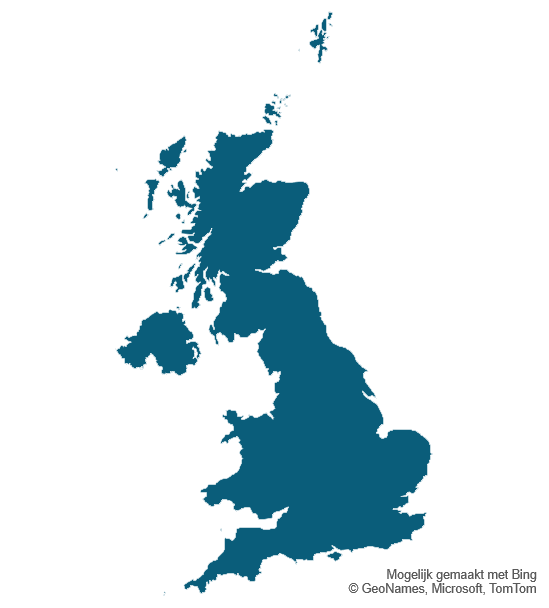 Mogelijk gemaakt met Bing
© GeoNames, Microsoft, TomTom